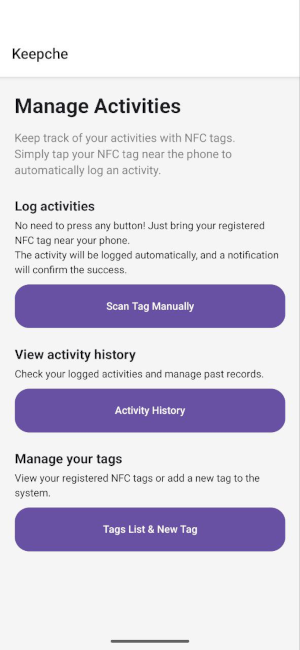 Keepche
Manage Activities
Keep track of your activities with NFC tags.
Simply tap your NFC tag near the phone to
automatically log an activity.
Log activities
No need to press any button! Just bring your registered
NFC tag near your phone.
The activity will be logged automatically, and a notification
will confirm the success.
Scan Tag Manually
View activity history
Check your logged activities and manage past records.
Activity History
Manage your tags
View your registered NFC tags or add a new tag to the
system.
Tags List & New Tag